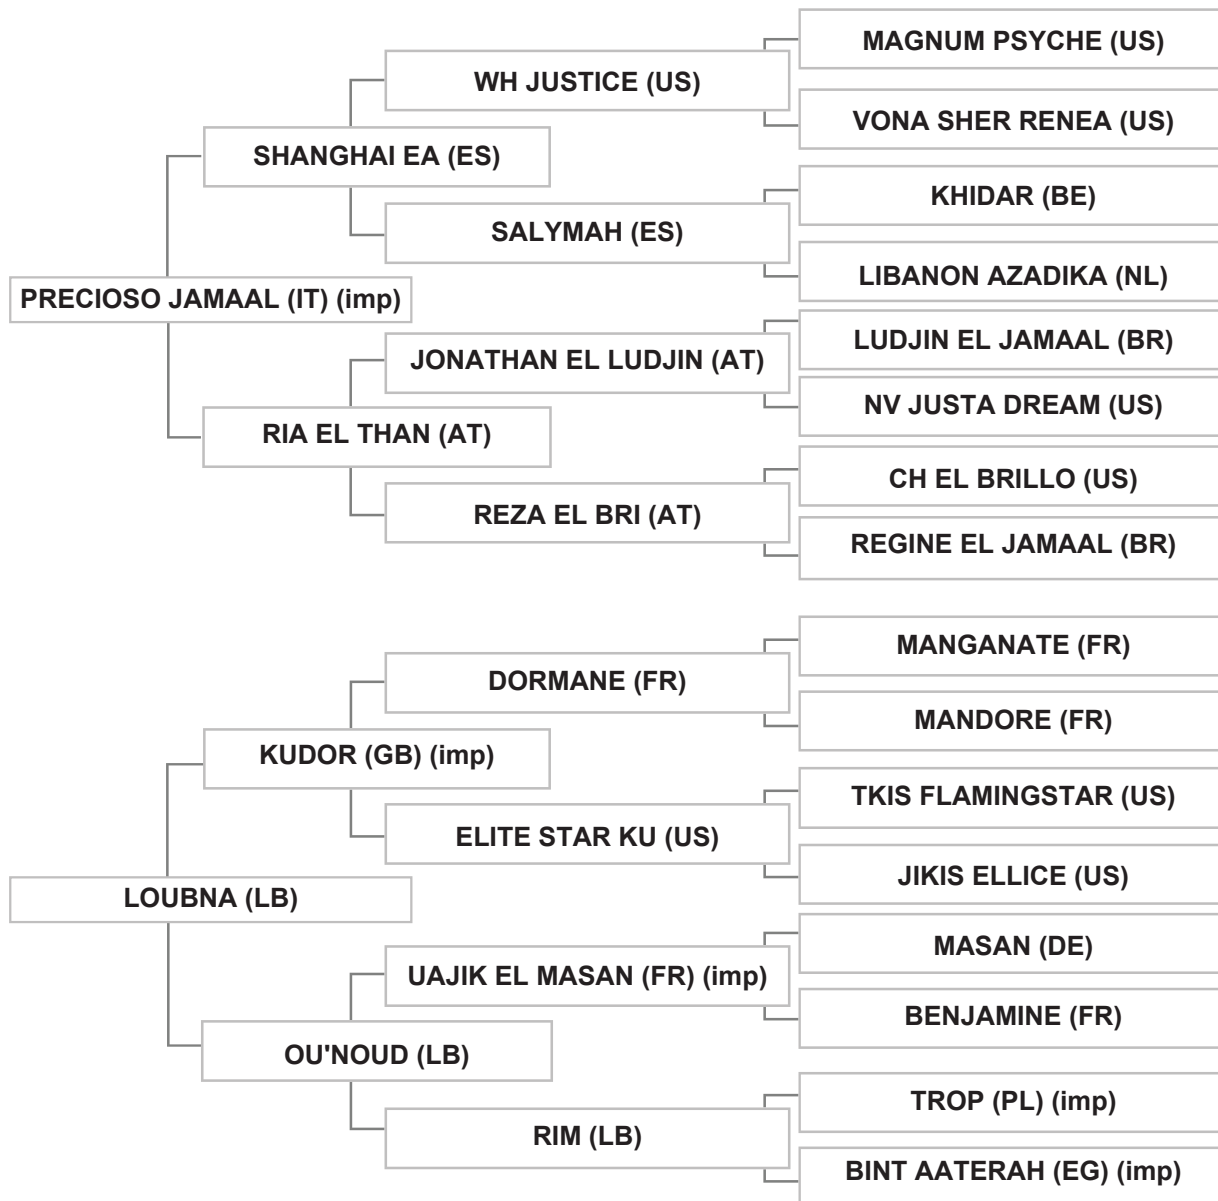 MAGNUM PSYCHE (US)
WH JUSTICE (US)
VONA SHER RENEA (US)
SHANGHAI EA (ES)
KHIDAR (BE)
SALYMAH (ES)
LIBANON AZADIKA (NL)
PRECIOSO JAMAAL (IT) (imp)
LUDJIN EL JAMAAL (BR)
JONATHAN EL LUDJIN (AT)
NV JUSTA DREAM (US)
RIA EL THAN (AT)
CH EL BRILLO (US)
REZA EL BRI (AT)
REGINE EL JAMAAL (BR)
MANGANATE (FR)
DORMANE (FR)
MANDORE (FR)
KUDOR (GB) (imp)
TKIS FLAMINGSTAR (US)
ELITE STAR KU (US)
JIKIS ELLICE (US)
LOUBNA (LB)
MASAN (DE)
UAJIK EL MASAN (FR) (imp)
BENJAMINE (FR)
OU'NOUD (LB)
TROP (PL) (imp)
RIM (LB)
BINT AATERAH (EG) (imp)